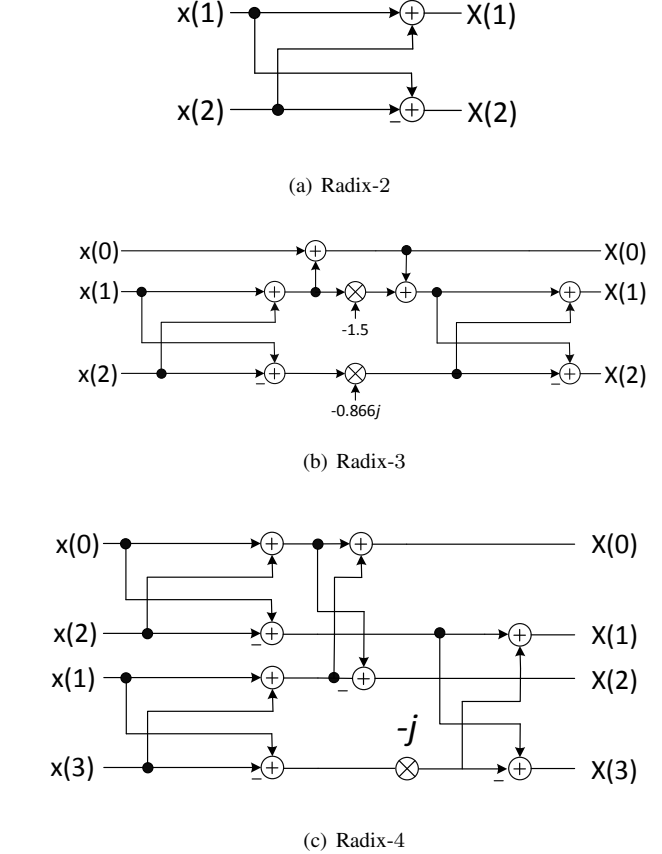 x(1) X(1)
x(2) − X(2)
(a) Radix-2
x(0) X(0)
x(1) X(1)
-1.5
x(2) − − X(2)
-0.866j
(b) Radix-3
x(0) X(0)
x(2) − X(1)
x(1) − X(2)
-j
x(3) − − X(3)
(c) Radix-4